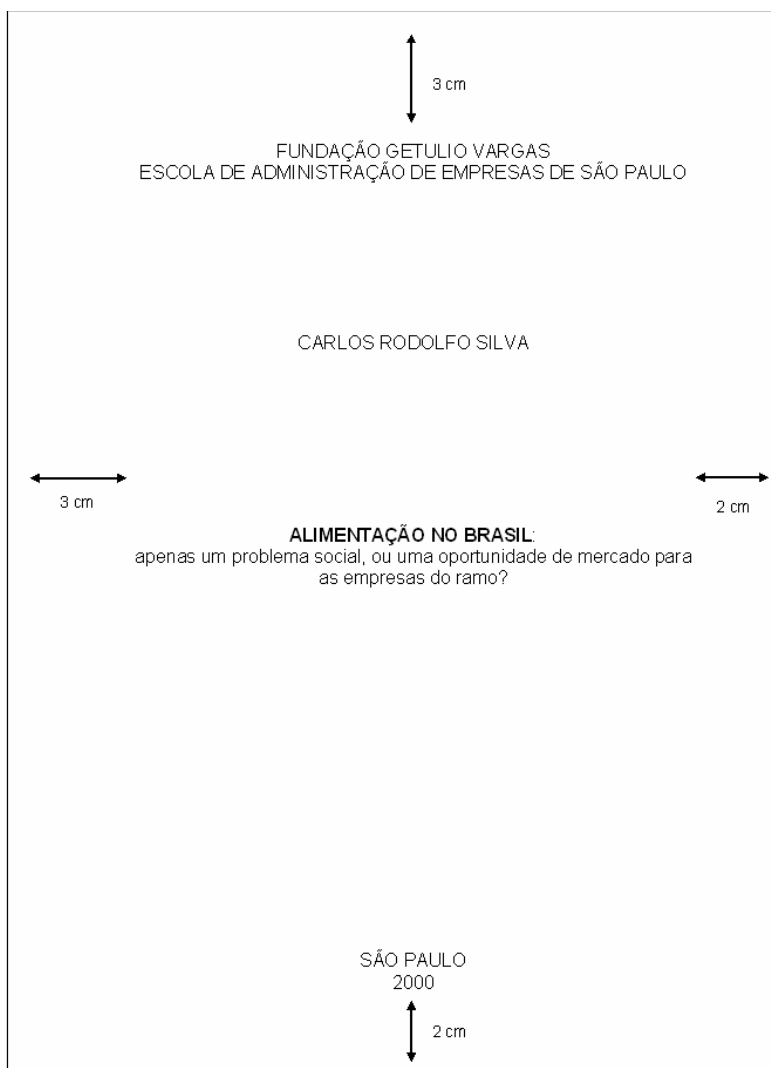 3 cm
FUNDAÇÃO GETULIO VARGAS
ESCOLA DE ADMINISTRAÇÃO DE EMPRESAS DE SÃO PAULO
CARLOS RODOLFO SILVA
3 cm
2 cm
ALIMENTAÇÃO NO BRASIL:
apenas um problema social, ou uma oportunidade de mercado para
as empresas do ramo?
SÃO PAULO
2000
2 cm